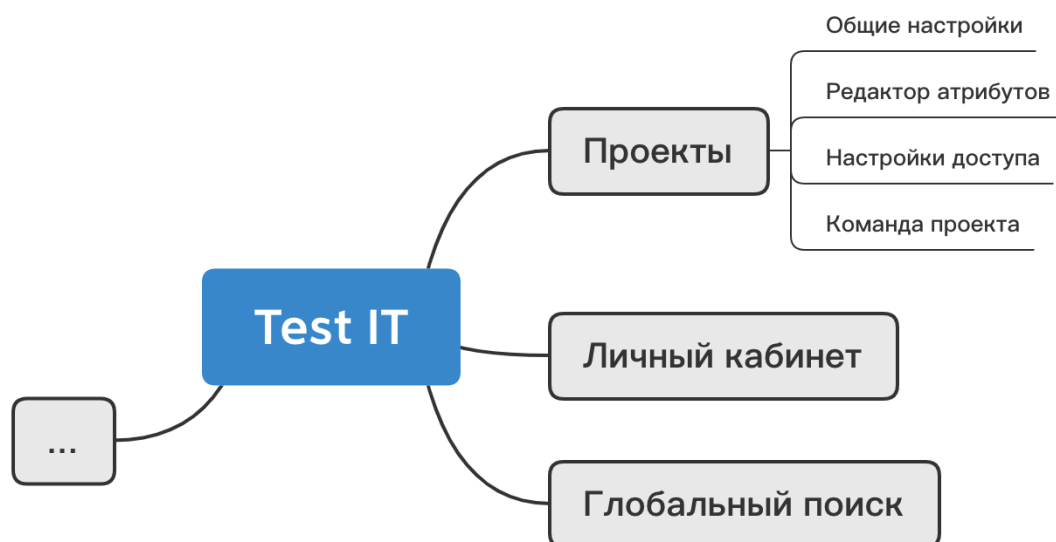 Общие настройки
Редактор атрибутов
Проекты
Настройки доступа
Команда проекта
Test IT
Личный кабинет
...
Глобальный поиск